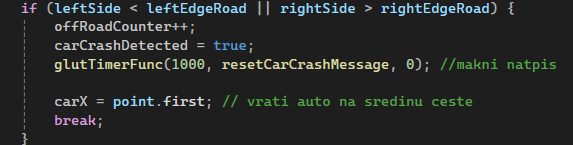 if (leftSide < leftEdgeRoad || rightSide > rightEdgeRoad) {
offRoadCounter++;
carCrashDetected = true;
glutTimerFunc(1000, resetCarCrashMessage, 0); //makni natpis
carX = point.first; // vrati auto na sredinu ceste
break;
}